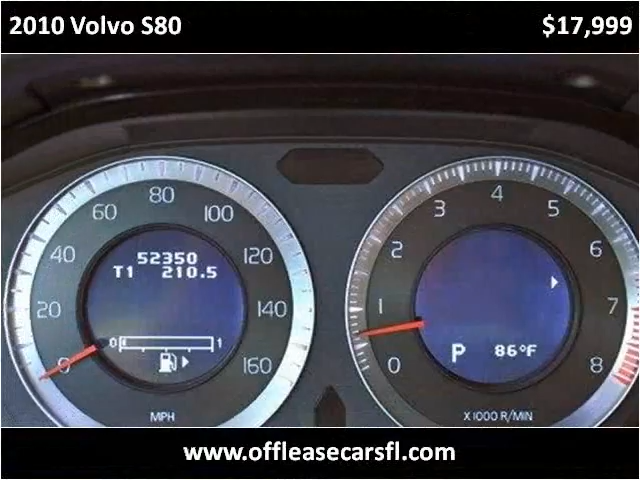 2010 Volvo S80 $17,999
80
60 100
40 52350 120
T1 210.5
20 140
0 0 1 160
MPH
4
3 5
2 6
1 7
0 P 86°F 8
X1000 R/MIN
www.offleasecarsfl.com